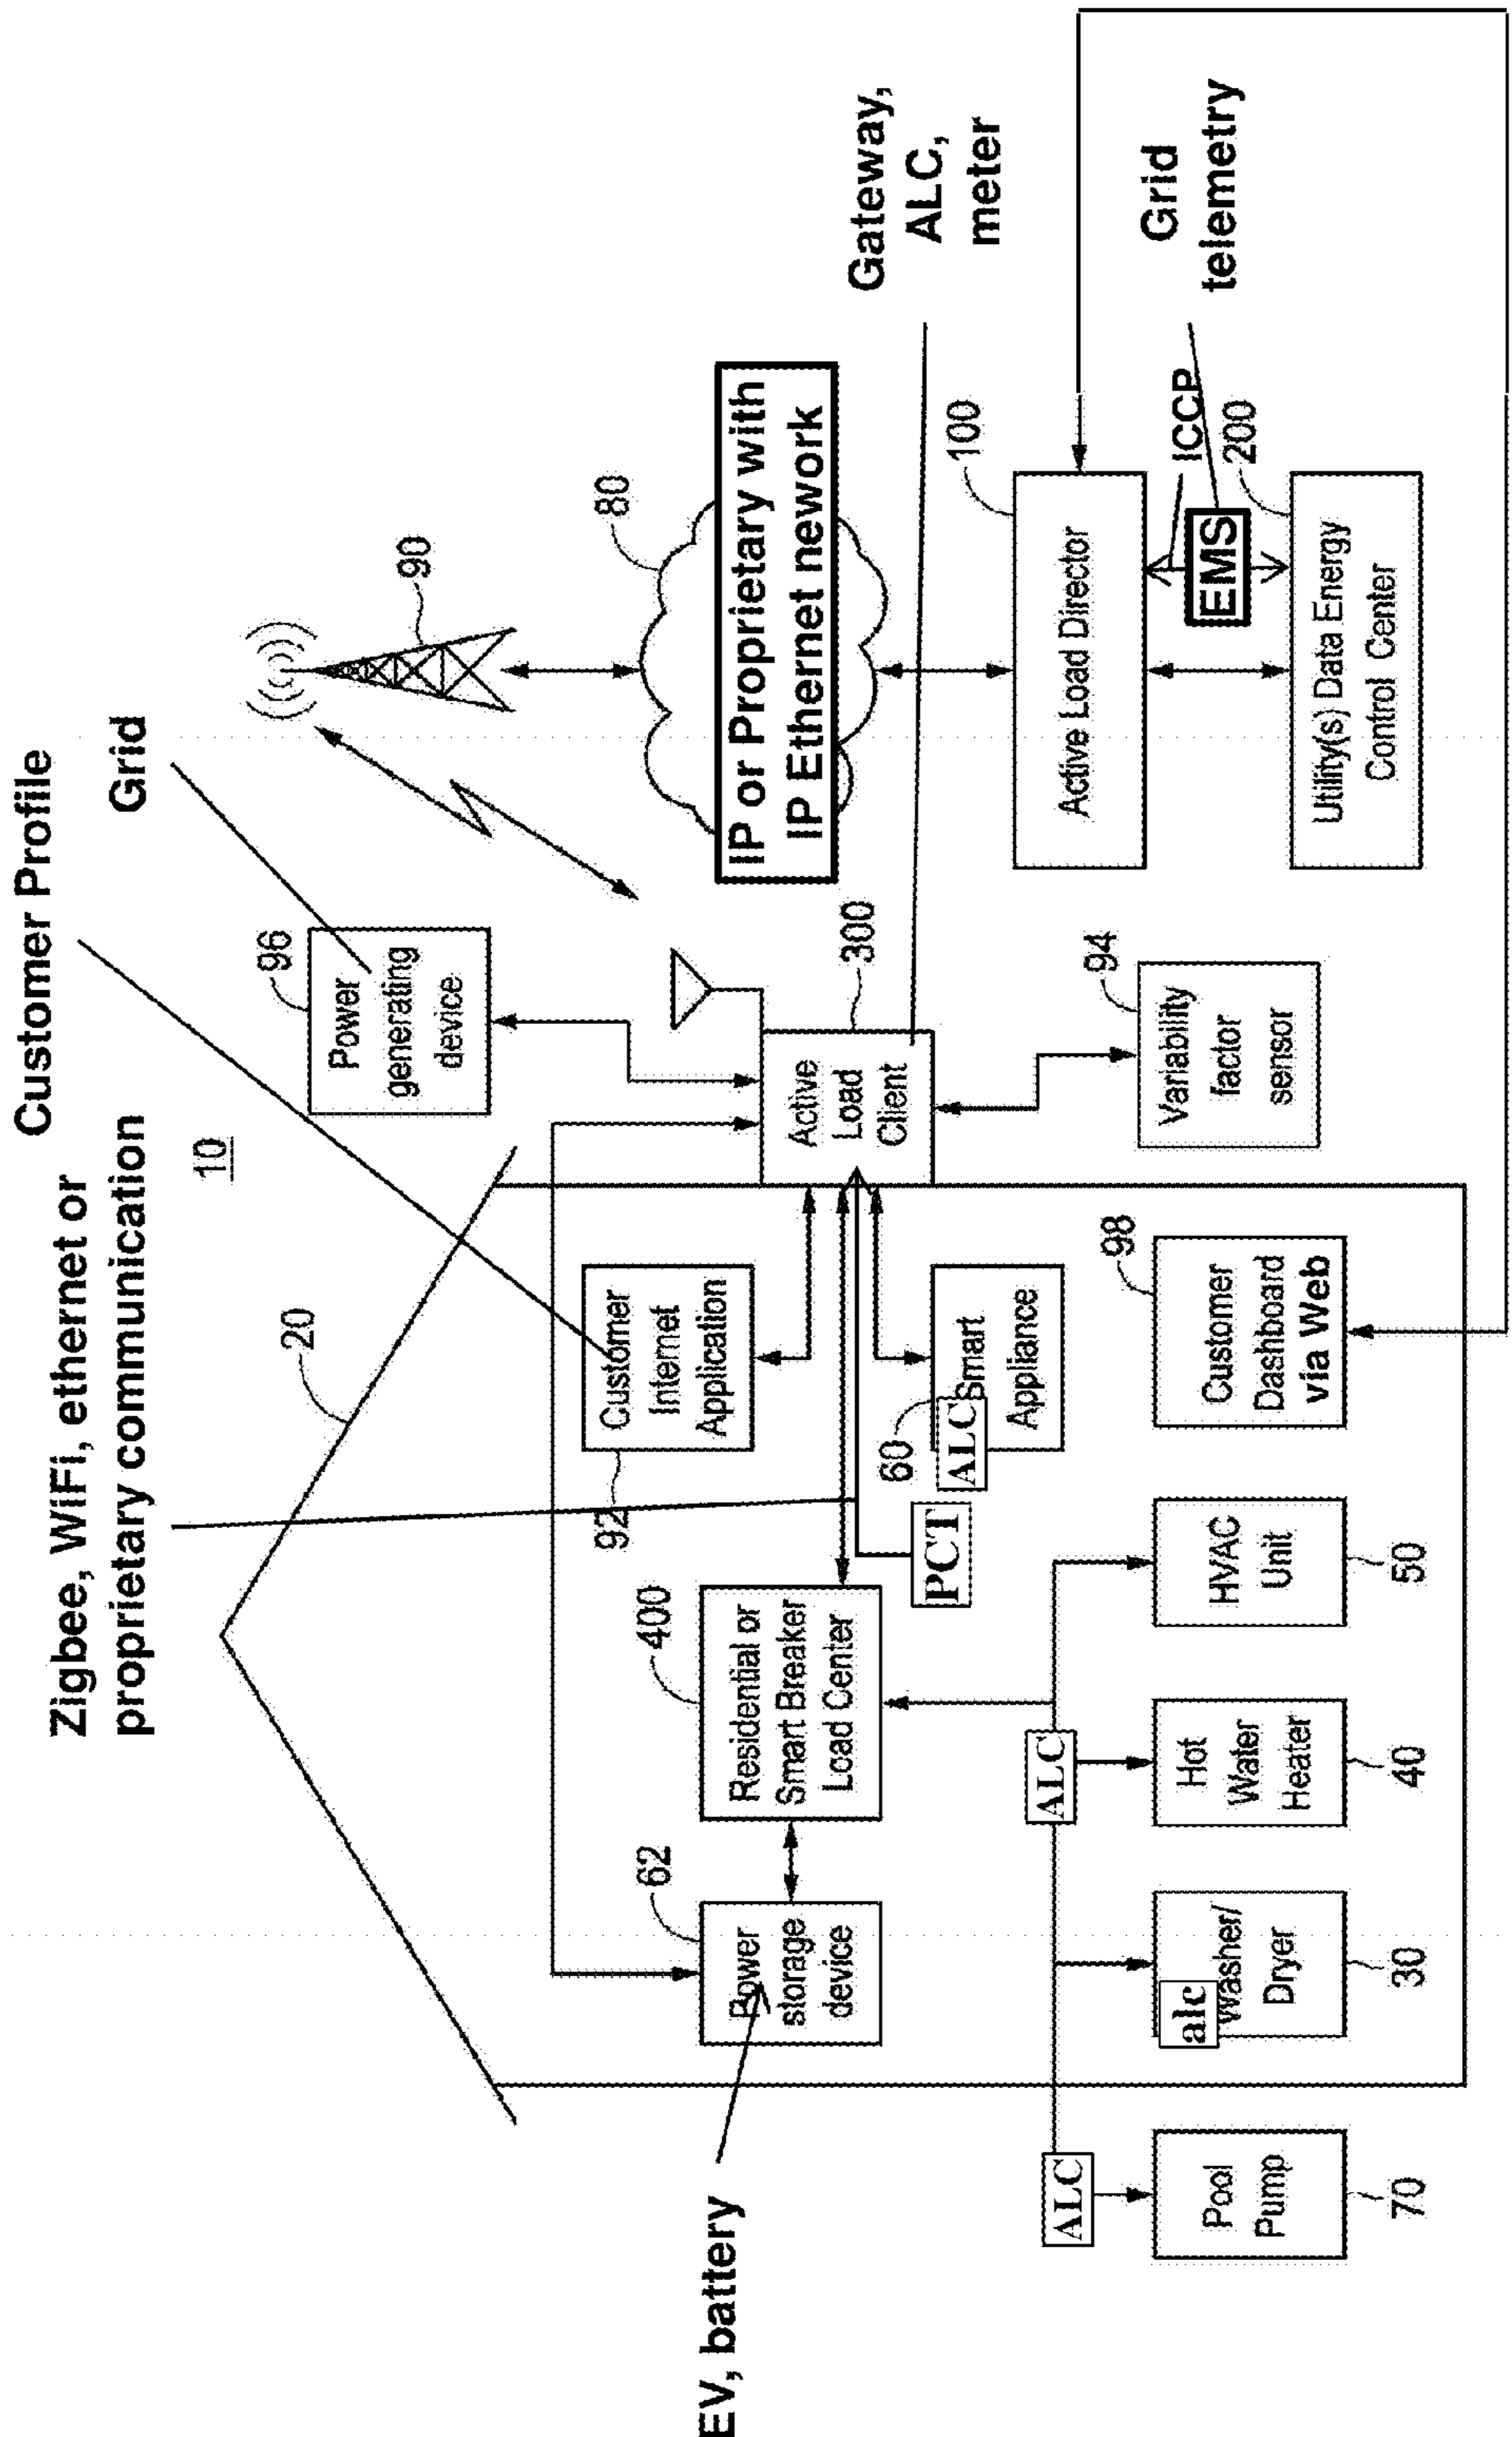 Zigbee, WiFi, ethernet or
proprietary communication
Customer Profile
Grid
10
20
96
Power
generating
device
90
80
IP or Proprietary with
IP Ethernet nework
Gateway,
ALC,
meter
Grid
telemetry
EV, battery
62
Power
storage
device
400
Residential or
Smart Breaker
Load Center
92
Customer
Internet
Application
300
Active
Load
Client
PCT
60
ALC
Smart
Appliance
94
Variability
factor
sensor
100
Active Load Director
ICCP
EMS
200
Utility(s) Data Energy
Control Center
98
Customer
Dashboard
via Web
ALC
ALC
Pool
Pump
70
alc
Washer/
Dryer
30
Hot
Water
Heater
40
HVAC
Unit
50